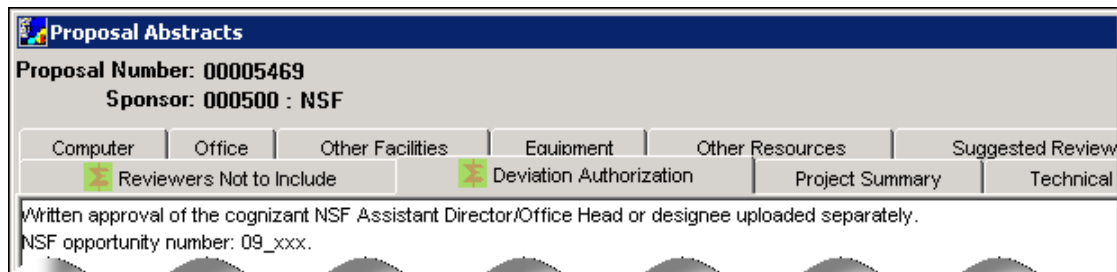 Proposal Abstracts
Proposal Number: 00005469
Sponsor: 000500 : NSF
Computer Office Other Facilities Equipment Other Resources Suggested Review
Reviewers Not to Include Deviation Authorization Project Summary Technical
Written approval of the cognizant NSF Assistant Director/Office Head or designee uploaded separately.
NSF opportunity number: 09_xxx.